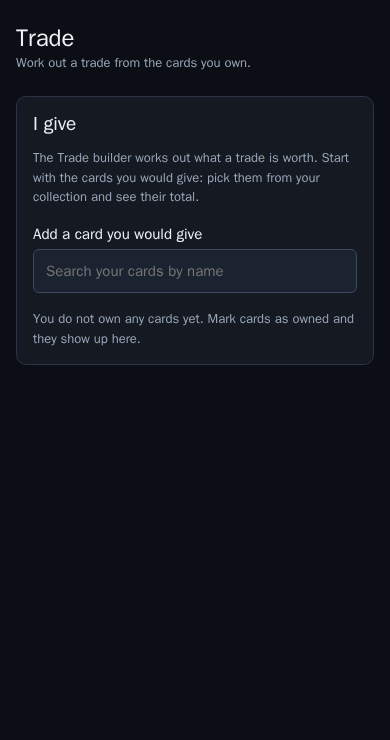 Trade
Work out a trade from the cards you own.
I give
The Trade builder works out what a trade is worth. Start
with the cards you would give: pick them from your
collection and see their total.
Add a card you would give
Search your cards by name
You do not own any cards yet. Mark cards as owned and
they show up here.